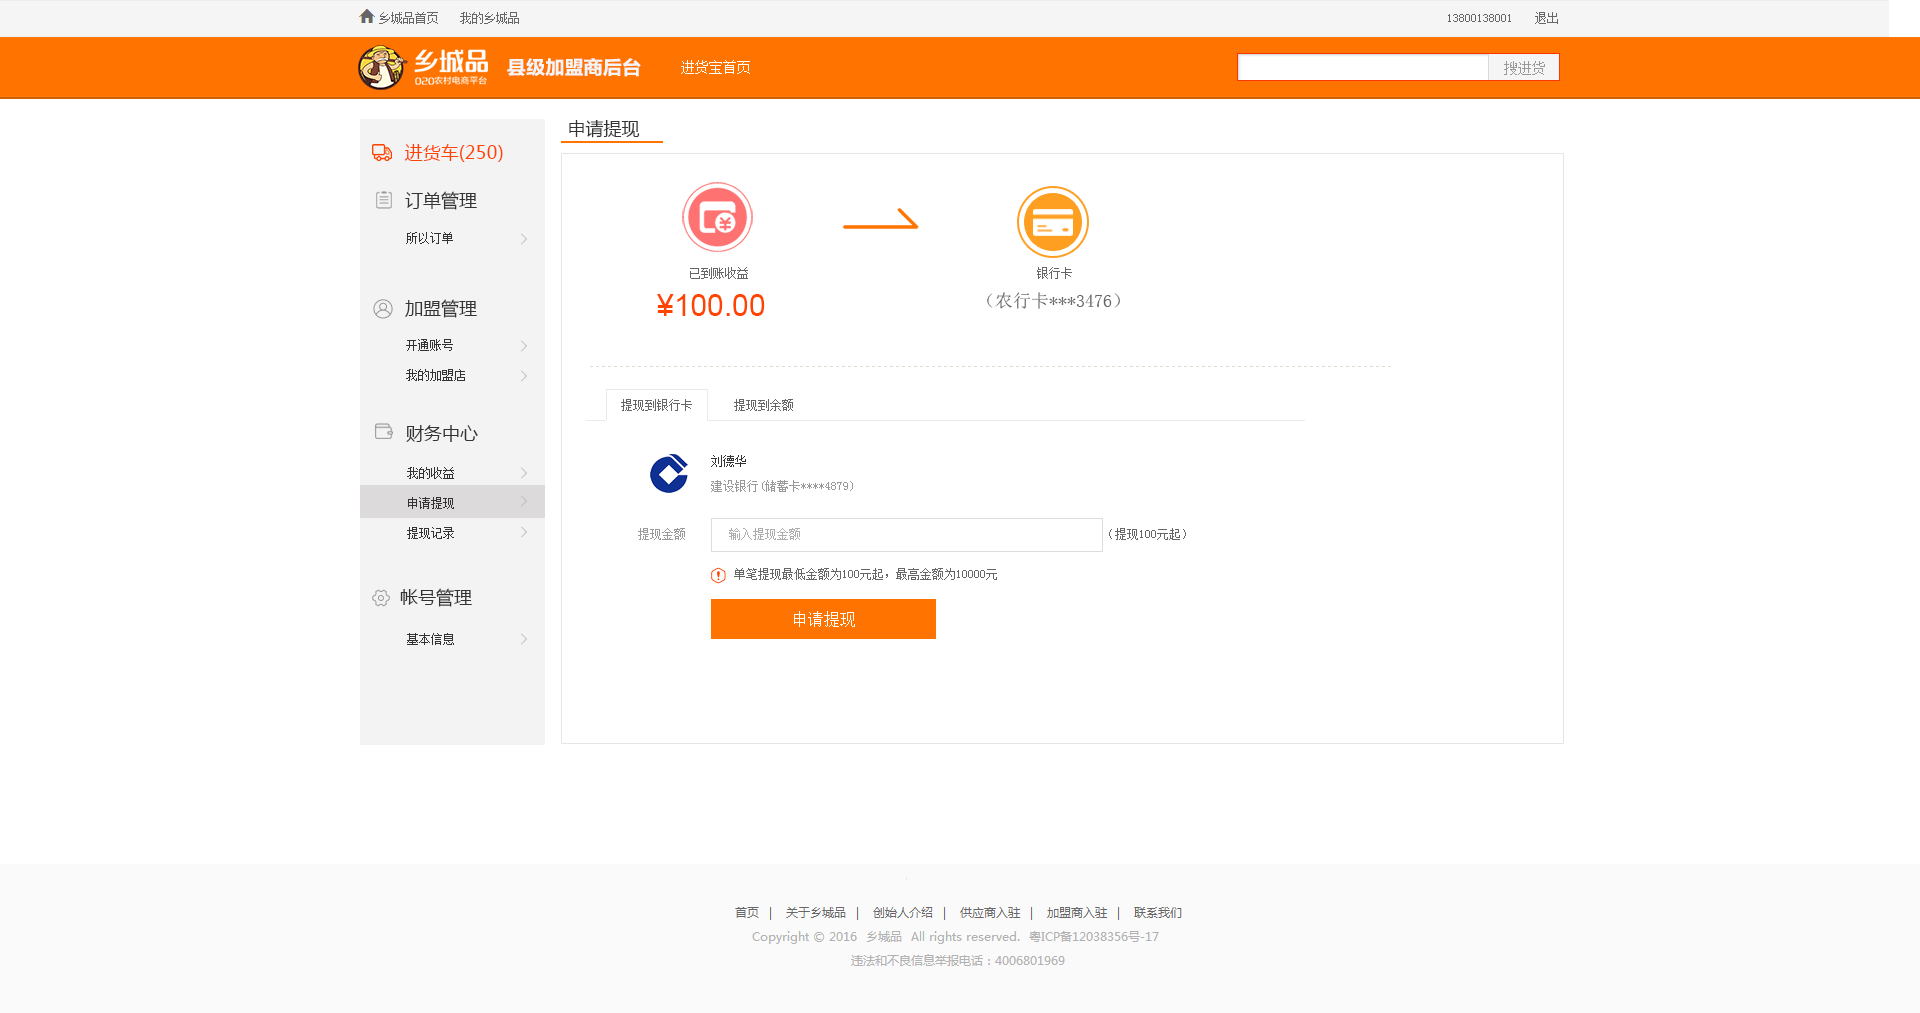 乡城品首页 我的乡城品 13800138001 退出
乡城品 县级加盟商后台 进货宝首页 搜进货
O2O农村电商平台
进货车(250)
订单管理
所以订单
加盟管理
开通账号
我的加盟店
财务中心
我的收益
申请提现
提现记录
帐号管理
基本信息
申请提现
已到账收益 银行卡
¥100.00 （农行卡***3476）
提现到银行卡 提现到余额
刘德华
建设银行(储蓄卡****4879)
提现金额 输入提现金额 (提现100元起)
单笔提现最低金额为100元起，最高金额为10000元
申请提现
首页 | 关于乡城品 | 创始人介绍 | 供应商入驻 | 加盟商入驻 | 联系我们
Copyright © 2016 乡城品 All rights reserved. 粤ICP备12038356号-17
违法和不良信息举报电话：4006801969